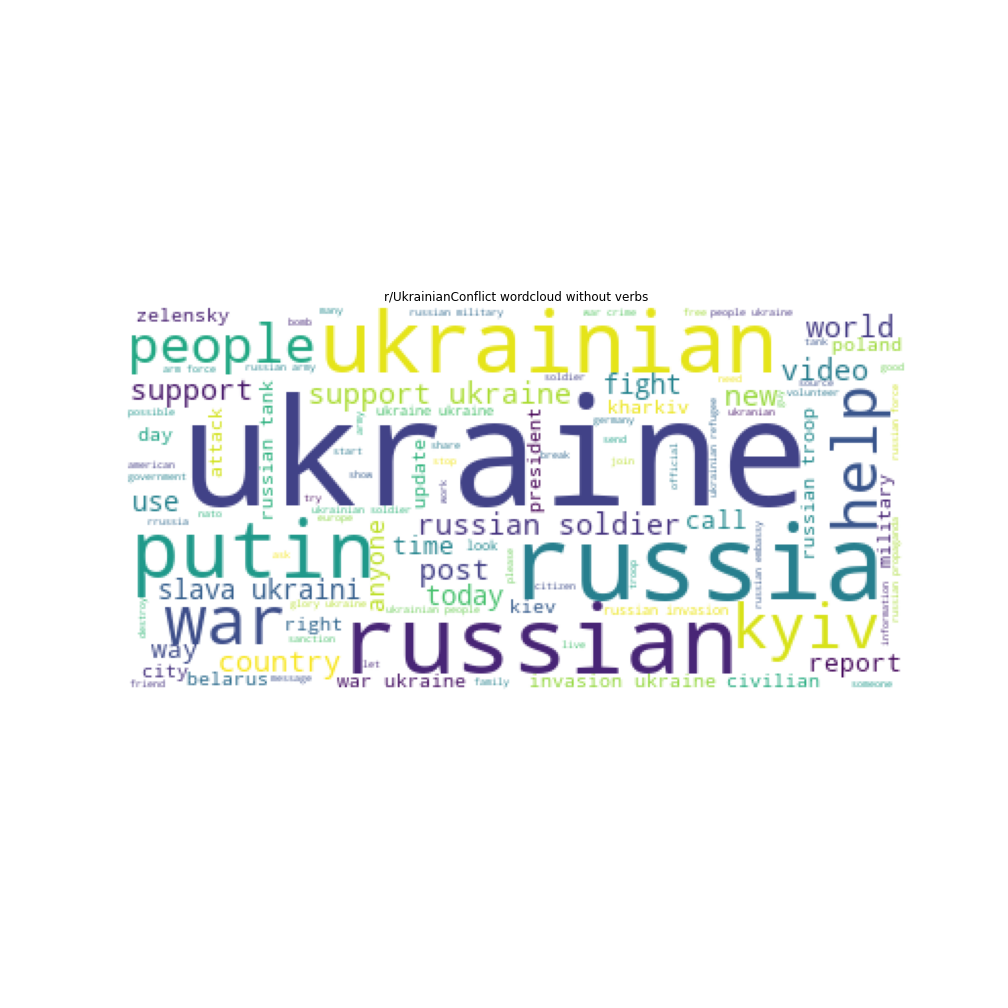 r/UkrainianConflict wordcloud without verbs
zelensky
many
russian military
war crime
free
people ukraine
bomb
people
ukrainian
world
tank
poland
arm force
russian army
video
good
support
soldier
fight
need
source
volunteer
support ukraine
new
guy
possible
ukraine ukraine
kharkiv
ukranian
help
russian force
day
attack
russian tank
army
germany
share
president
ukraine
start
update
send
official
ukrainian refugee
russian troop
american
government
show
stop
break
join
military
use
try
work
nato
ukrainian soldier
europe
rrussia
russian soldier
call
putin
anyone
time
look
post
please
russia
troop
russian embassy
russian propaganda
information
ask
slava ukraini
today
citizen
destroy
glory ukraine
ukrainian people
kiev
russian invasion
kyiv
war
right
sanction
russian
live
way
country
let
report
city
belarus
message
war ukraine
family
invasion ukraine
civilian
friend
someone